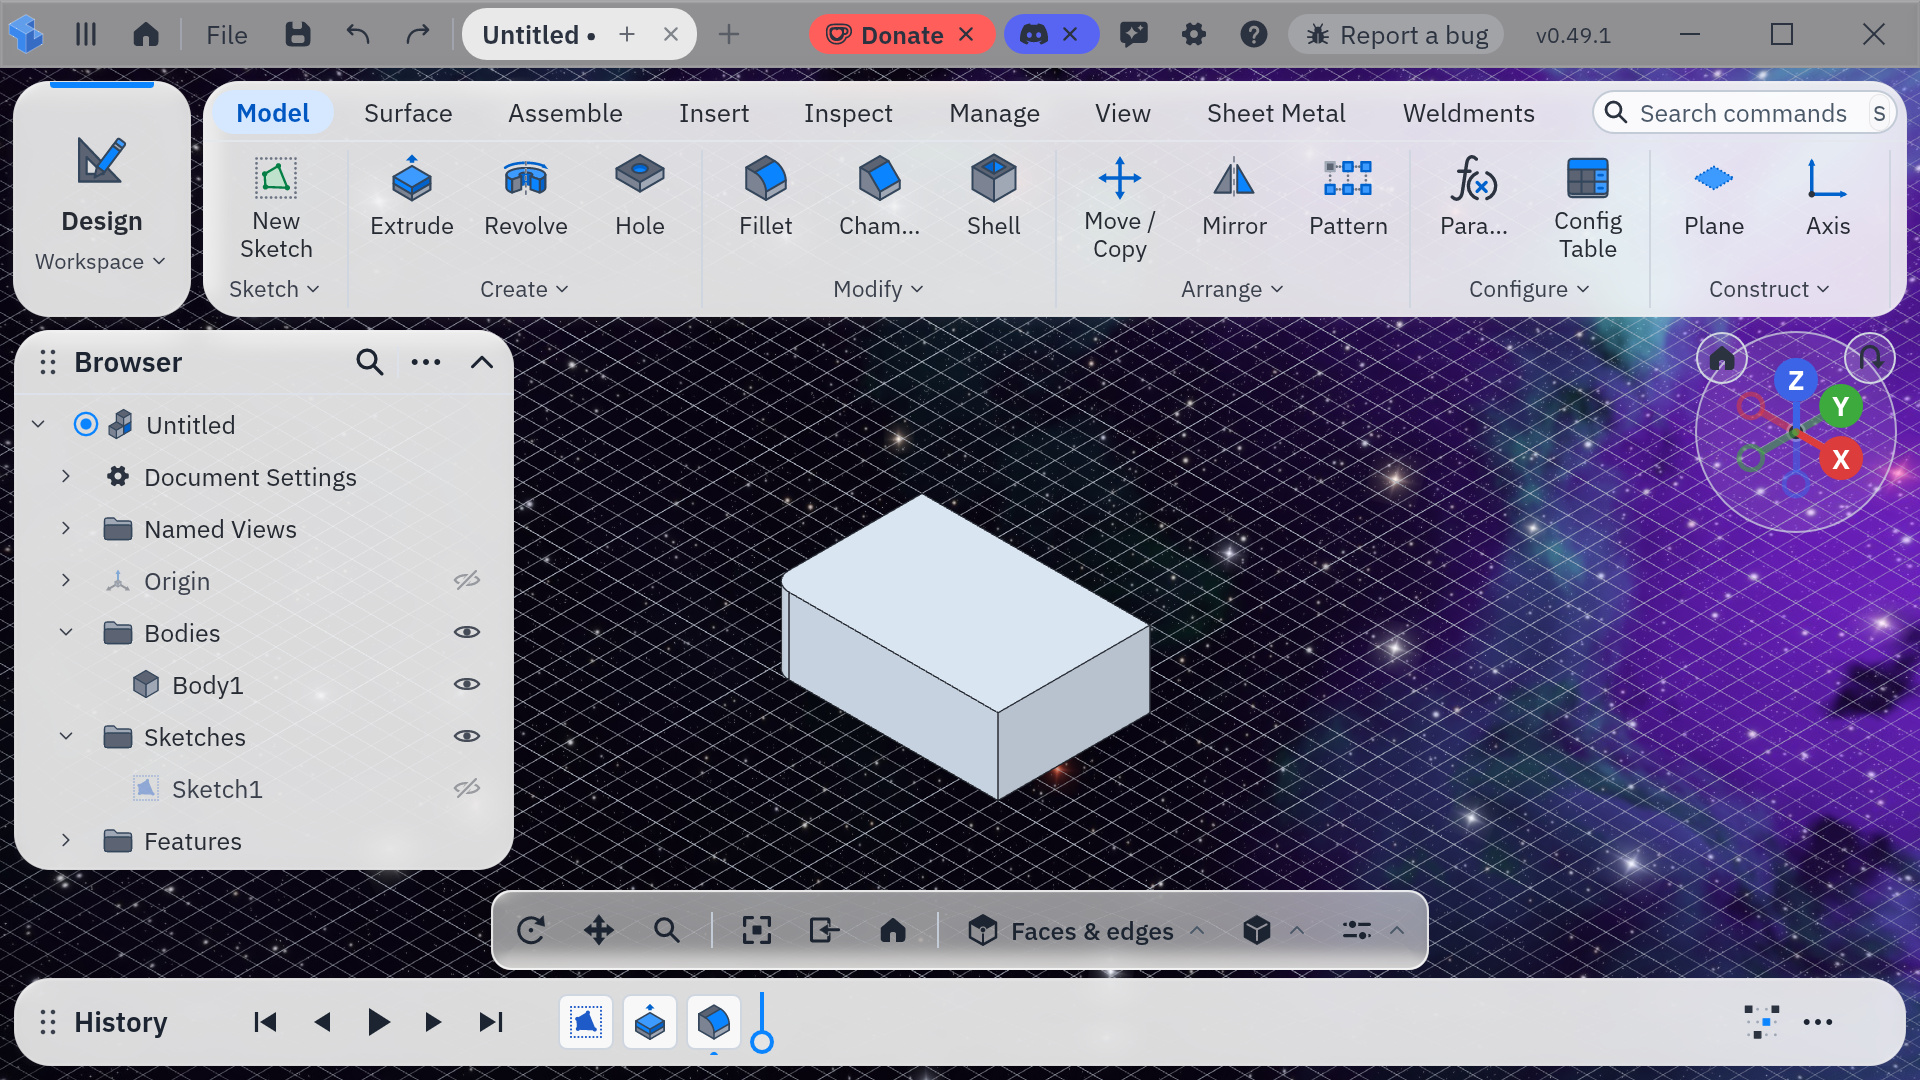 File
Untitled
Donate
Report a bug
v0.49.1
Design
Workspace
Model
Surface
Assemble
Insert
Inspect
Manage
View
Sheet Metal
Weldments
Search commands
S
New
Sketch
Extrude
Revolve
Hole
Fillet
Cham...
Shell
Move /
Copy
Mirror
Pattern
Para...
Config
Table
Plane
Axis
Sketch
Create
Modify
Arrange
Configure
Construct
Browser
Untitled
Document Settings
Named Views
Origin
Bodies
Body1
Sketches
Sketch1
Features
Z
Y
X
Faces & edges
History